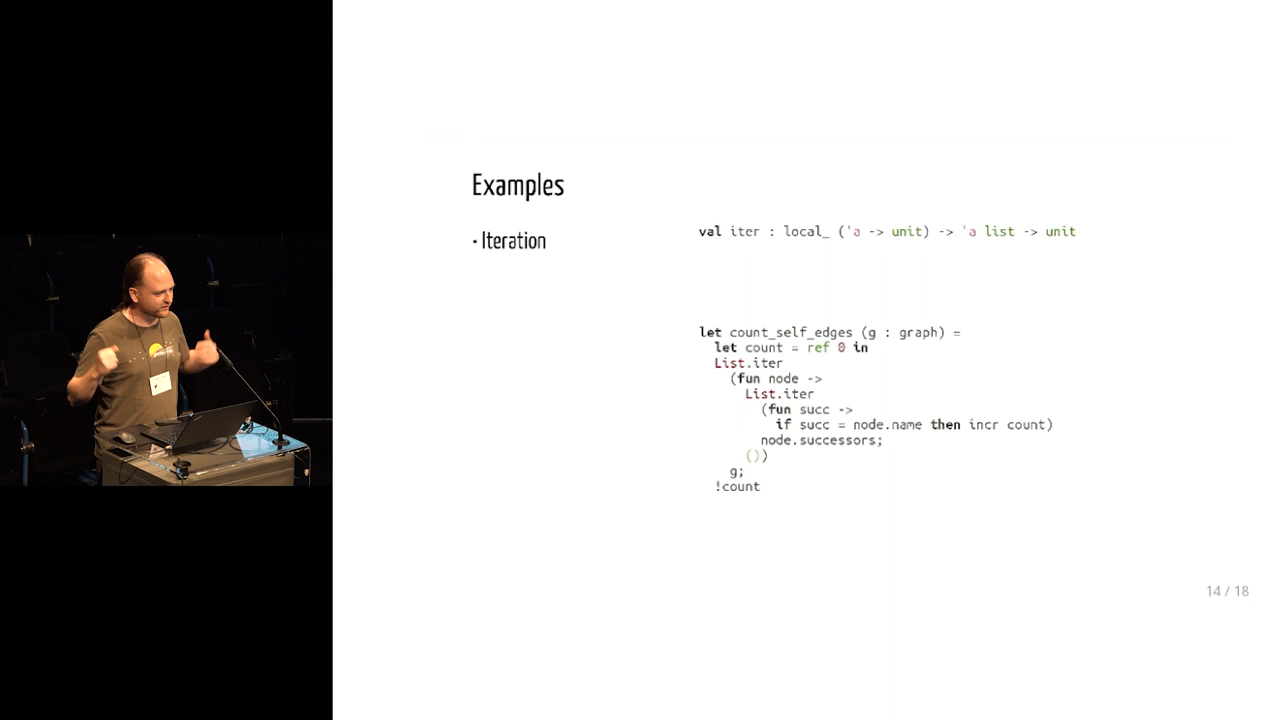 Examples
• Iteration
val iter : local_ ('a -> unit) -> 'a list -> unit
let count_self_edges (g : graph) =
  let count = ref 0 in
  List.iter
    (fun node ->
      List.iter
        (fun succ ->
          if succ = node.name then incr count)
        node.successors;
      ())
    g;
  !count
14 / 18